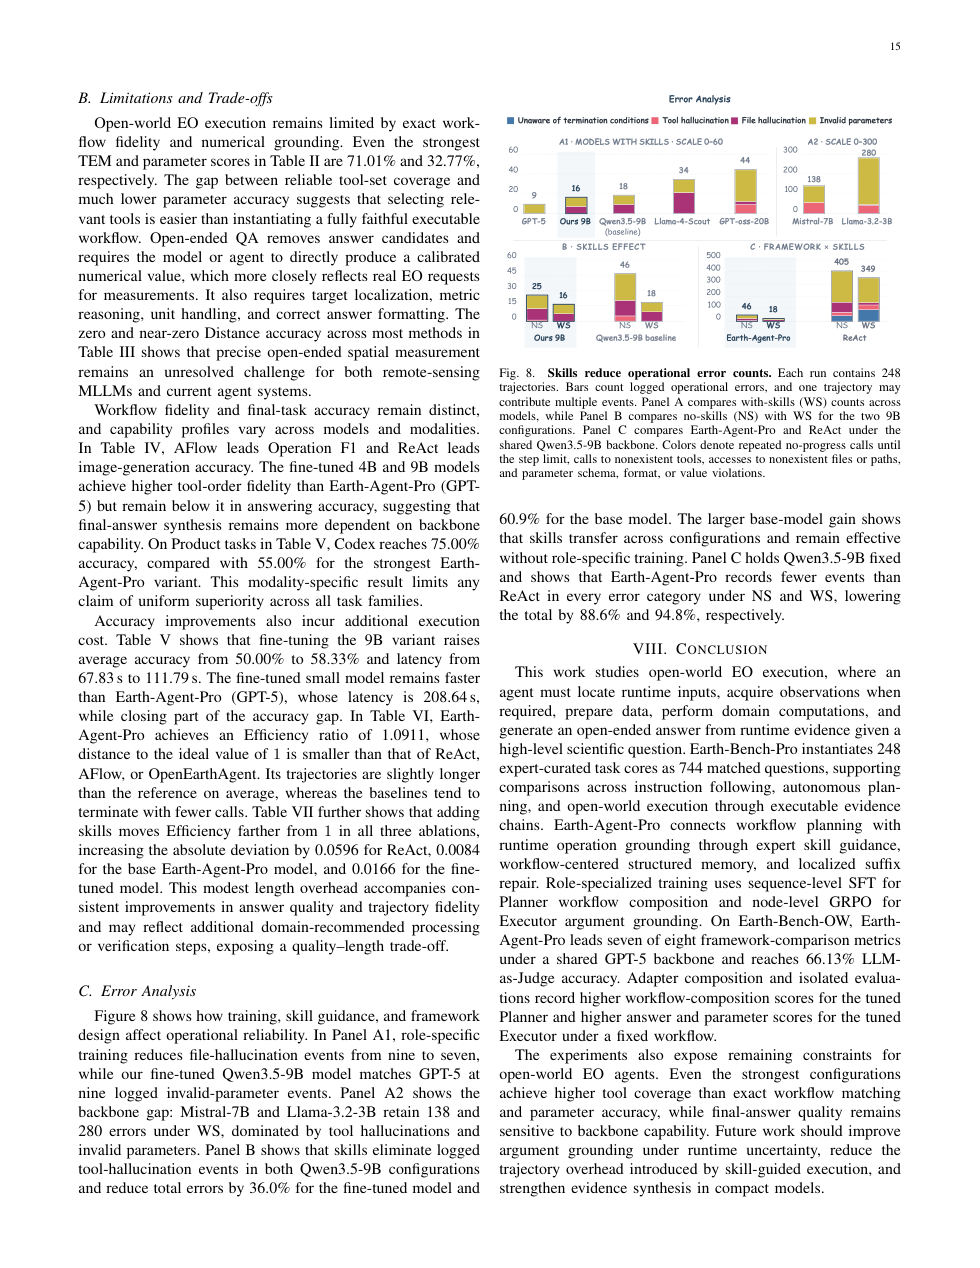 15
B. Limitations and Trade-offs
Open-world EO execution remains limited by exact work-
flow fidelity and numerical grounding. Even the strongest
TEM and parameter scores in Table II are 71.01% and 32.77%,
respectively. The gap between reliable tool-set coverage and
much lower parameter accuracy suggests that selecting rele-
vant tools is easier than instantiating a fully faithful executable
workflow. Open-ended QA removes answer candidates and
requires the model or agent to directly produce a calibrated
numerical value, which more closely reflects real EO requests
for measurements. It also requires target localization, metric
reasoning, unit handling, and correct answer formatting. The
zero and near-zero Distance accuracy across most methods in
Table III shows that precise open-ended spatial measurement
remains an unresolved challenge for both remote-sensing
MLLMs and current agent systems.
Workflow fidelity and final-task accuracy remain distinct,
and capability profiles vary across models and modalities.
In Table IV, AFlow leads Operation F1 and ReAct leads
image-generation accuracy. The fine-tuned 4B and 9B models
achieve higher tool-order fidelity than Earth-Agent-Pro (GPT-
5) but remain below it in answering accuracy, suggesting that
final-answer synthesis remains more dependent on backbone
capability. On Product tasks in Table V, Codex reaches 75.00%
accuracy, compared with 55.00% for the strongest Earth-
Agent-Pro variant. This modality-specific result limits any
claim of uniform superiority across all task families.
Accuracy improvements also incur additional execution
cost. Table V shows that fine-tuning the 9B variant raises
average accuracy from 50.00% to 58.33% and latency from
67.83 s to 111.79 s. The fine-tuned small model remains faster
than Earth-Agent-Pro (GPT-5), whose latency is 208.64 s,
while closing part of the accuracy gap. In Table VI, Earth-
Agent-Pro achieves an Efficiency ratio of 1.0911, whose
distance to the ideal value of 1 is smaller than that of ReAct,
AFlow, or OpenEarthAgent. Its trajectories are slightly longer
than the reference on average, whereas the baselines tend to
terminate with fewer calls. Table VII further shows that adding
skills moves Efficiency farther from 1 in all three ablations,
increasing the absolute deviation by 0.0596 for ReAct, 0.0084
for the base Earth-Agent-Pro model, and 0.0166 for the fine-
tuned model. This modest length overhead accompanies con-
sistent improvements in answer quality and trajectory fidelity
and may reflect additional domain-recommended processing
or verification steps, exposing a quality–length trade-off.
C. Error Analysis
Figure 8 shows how training, skill guidance, and framework
design affect operational reliability. In Panel A1, role-specific
training reduces file-hallucination events from nine to seven,
while our fine-tuned Qwen3.5-9B model matches GPT-5 at
nine logged invalid-parameter events. Panel A2 shows the
backbone gap: Mistral-7B and Llama-3.2-3B retain 138 and
280 errors under WS, dominated by tool hallucinations and
invalid parameters. Panel B shows that skills eliminate logged
tool-hallucination events in both Qwen3.5-9B configurations
and reduce total errors by 36.0% for the fine-tuned model and
Error Analysis
Unaware of termination conditions Tool hallucination File hallucination Invalid parameters
A1 · MODELS WITH SKILLS · SCALE 0-60
60
40
20
0
9
16
18
34
44
GPT-5 Ours 9B Qwen3.5-9B Llama-4-Scout GPT-oss-20B
(baseline)
A2 · SCALE 0-300
300
200
100
0
138
280
Mistral-7B Llama-3.2-3B
B · SKILLS EFFECT
60
45
30
15
0
25
16
46
18
NS WS NS WS
Ours 9B Qwen3.5-9B baseline
C · FRAMEWORK × SKILLS
500
400
300
200
100
0
46
18
405
349
NS WS NS WS
Earth-Agent-Pro ReAct
Fig. 8. Skills reduce operational error counts. Each run contains 248
trajectories. Bars count logged operational errors, and one trajectory may
contribute multiple events. Panel A compares with-skills (WS) counts across
models, while Panel B compares no-skills (NS) with WS for the two 9B
configurations. Panel C compares Earth-Agent-Pro and ReAct under the
shared Qwen3.5-9B backbone. Colors denote repeated no-progress calls until
the step limit, calls to nonexistent tools, accesses to nonexistent files or paths,
and parameter schema, format, or value violations.
60.9% for the base model. The larger base-model gain shows
that skills transfer across configurations and remain effective
without role-specific training. Panel C holds Qwen3.5-9B fixed
and shows that Earth-Agent-Pro records fewer events than
ReAct in every error category under NS and WS, lowering
the total by 88.6% and 94.8%, respectively.
VIII. CONCLUSION
This work studies open-world EO execution, where an
agent must locate runtime inputs, acquire observations when
required, prepare data, perform domain computations, and
generate an open-ended answer from runtime evidence given a
high-level scientific question. Earth-Bench-Pro instantiates 248
expert-curated task cores as 744 matched questions, supporting
comparisons across instruction following, autonomous plan-
ning, and open-world execution through executable evidence
chains. Earth-Agent-Pro connects workflow planning with
runtime operation grounding through expert skill guidance,
workflow-centered structured memory, and localized suffix
repair. Role-specialized training uses sequence-level SFT for
Planner workflow composition and node-level GRPO for
Executor argument grounding. On Earth-Bench-OW, Earth-
Agent-Pro leads seven of eight framework-comparison metrics
under a shared GPT-5 backbone and reaches 66.13% LLM-
as-Judge accuracy. Adapter composition and isolated evalua-
tions record higher workflow-composition scores for the tuned
Planner and higher answer and parameter scores for the tuned
Executor under a fixed workflow.
The experiments also expose remaining constraints for
open-world EO agents. Even the strongest configurations
achieve higher tool coverage than exact workflow matching
and parameter accuracy, while final-answer quality remains
sensitive to backbone capability. Future work should improve
argument grounding under runtime uncertainty, reduce the
trajectory overhead introduced by skill-guided execution, and
strengthen evidence synthesis in compact models.